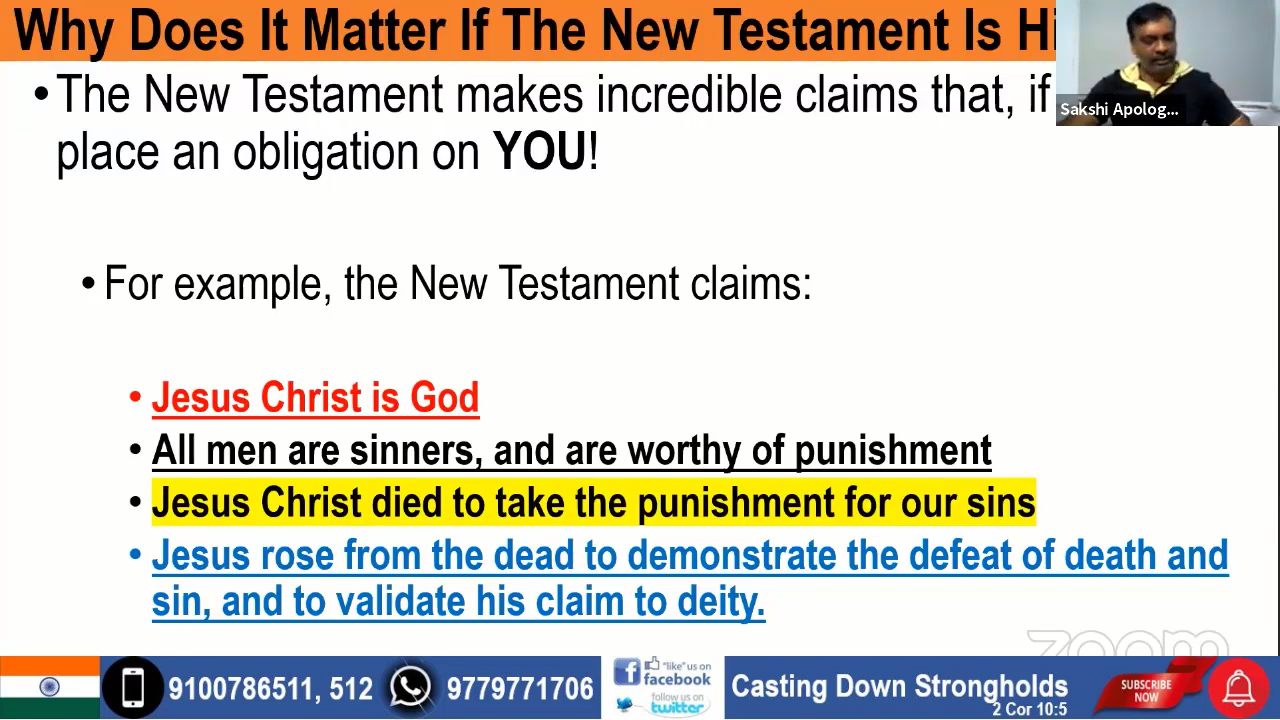 Why Does It Matter If The New Testament Is Hi
• The New Testament makes incredible claims that, if
place an obligation on YOU!
• For example, the New Testament claims:
• Jesus Christ is God
• All men are sinners, and are worthy of punishment
• Jesus Christ died to take the punishment for our sins
• Jesus rose from the dead to demonstrate the defeat of death and
sin, and to validate his claim to deity.
Sakshi Apolog...
zoom
9100786511, 512
9779771706
f
"like" us on
facebook
follow us on
twitter
Casting Down Strongholds
2 Cor 10:5
SUBSCRIBE
NOW